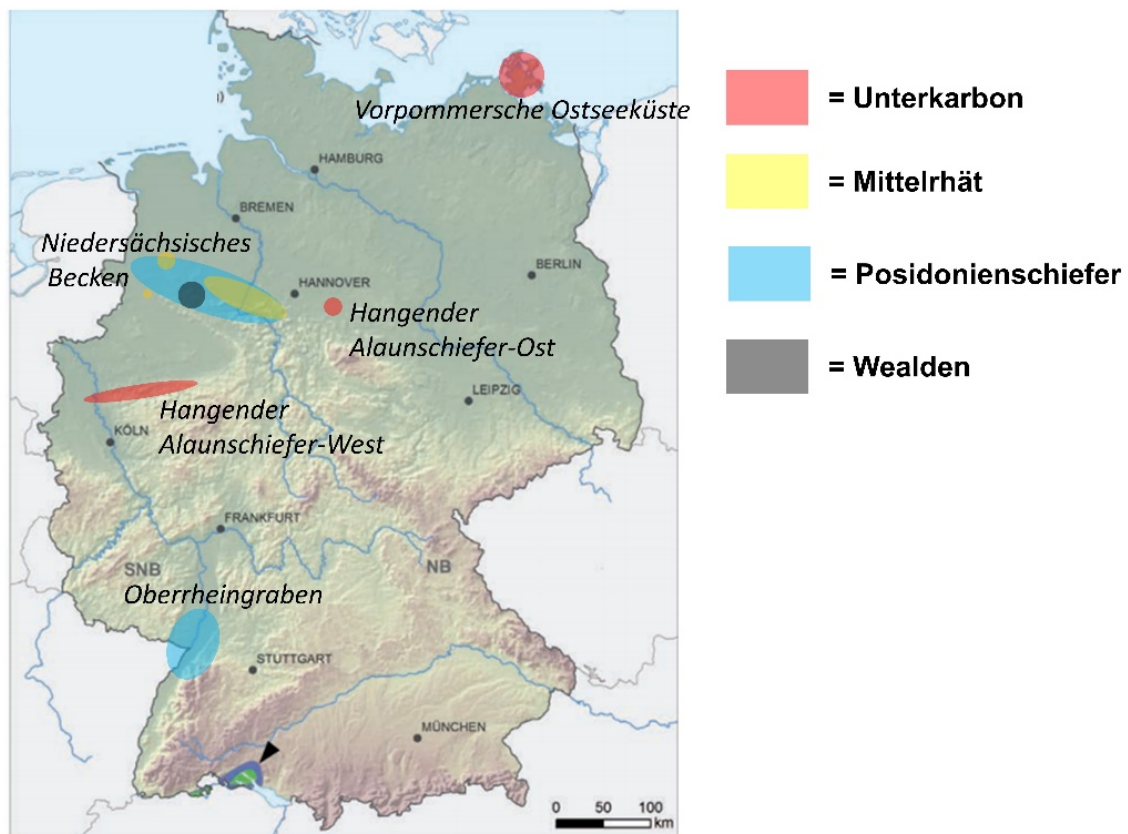 Vorpommersche Ostseeküste
HAMBURG
BREMEN
Niedersächsisches
Becken
HANNOVER
BERLIN
Hangender
Alaunschiefer-Ost
LEIPZIG
Hangender
Alaunschiefer-West
KÖLN
FRANKFURT
SNB
NB
Oberrheingraben
STUTTGART
MÜNCHEN
0 50 100
km
= Unterkarbon
= Mittelrhät
= Posidonienschiefer
= Wealden